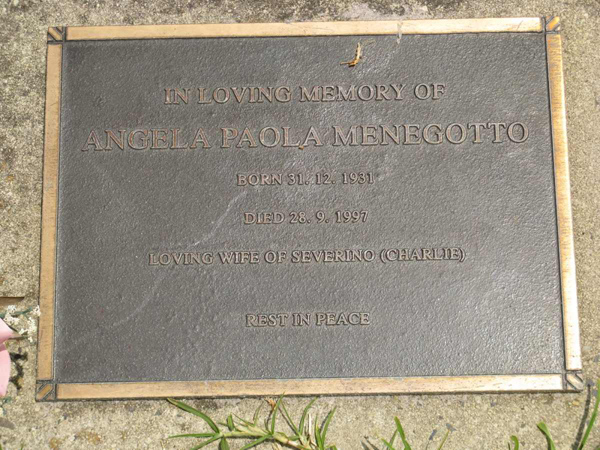 IN LOVING MEMORY OF
ANGELA PAOLA MENEGOTTO
BORN 31. 12. 1931
DIED 28. 9. 1997
LOVING WIFE OF SEVERINO (CHARLIE)
REST IN PEACE